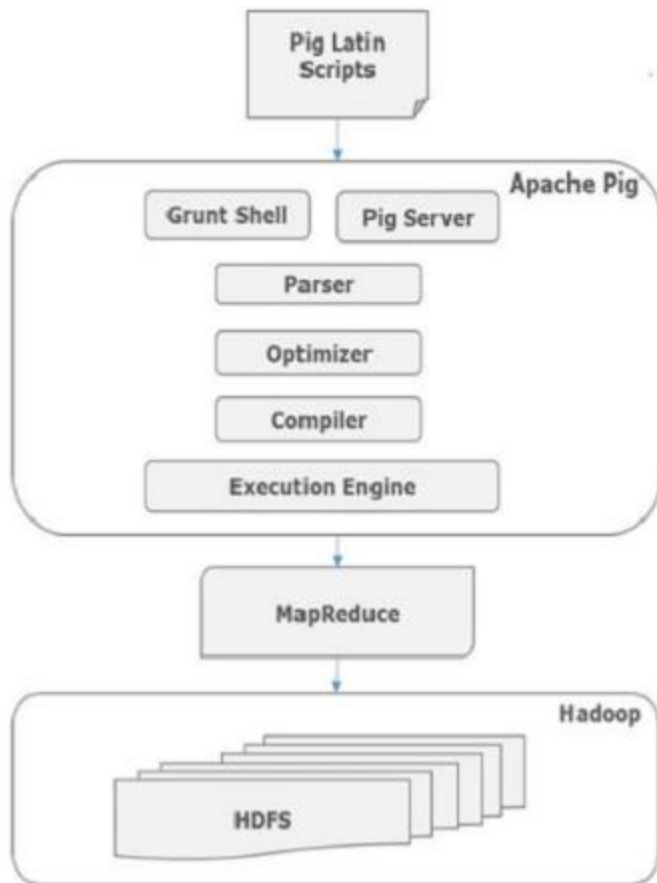 Pig Latin
Scripts
Apache Pig
Grunt Shell
Pig Server
Parser
Optimizer
Compiler
Execution Engine
MapReduce
Hadoop
HDFS